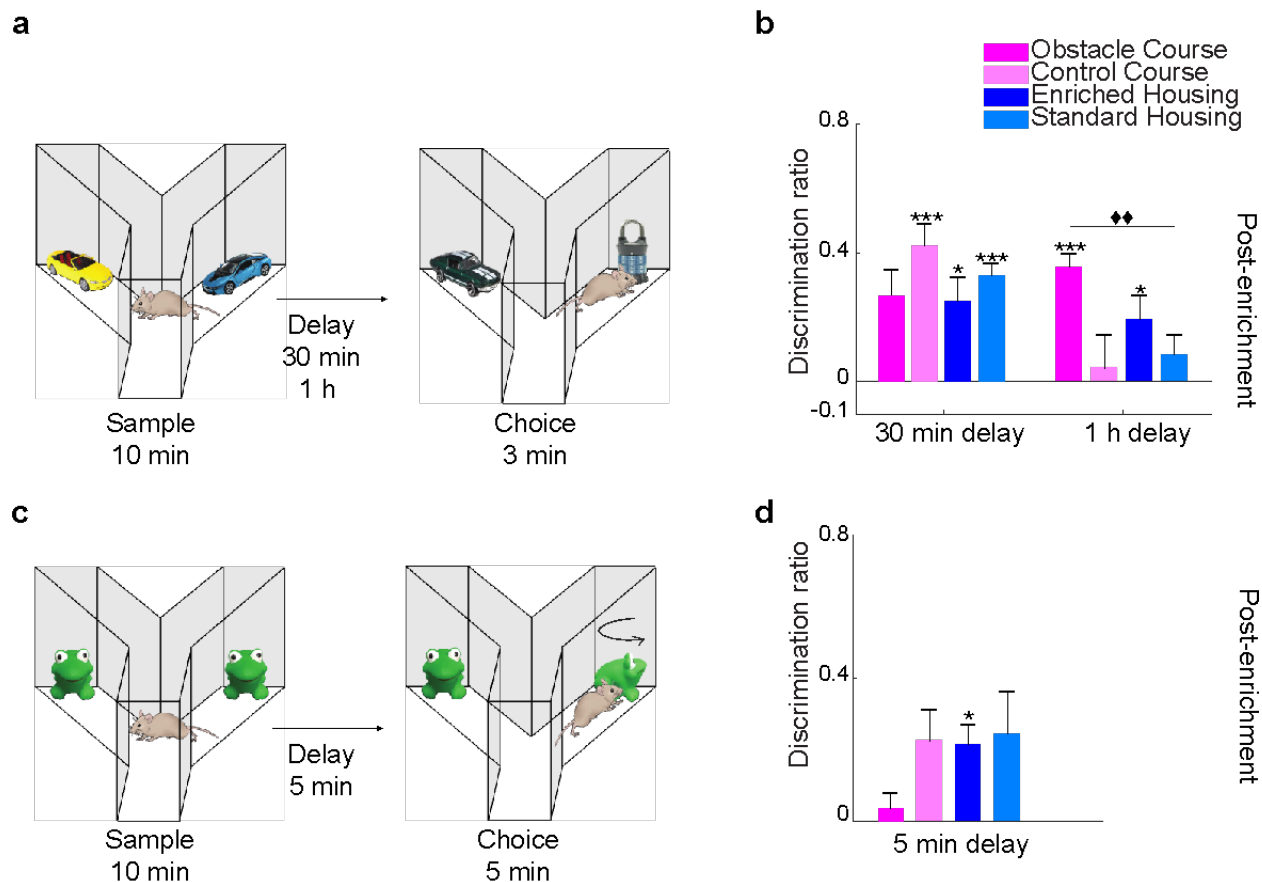 a
Delay
30 min
1 h
Sample
10 min
Choice
3 min
b
Obstacle Course
Control Course
Enriched Housing
Standard Housing
Discrimination ratio
0.8
0.4
0
-0.1
***
*
***
***
*
♦♦
30 min delay
1 h delay
Post-enrichment
c
Delay
5 min
Sample
10 min
Choice
5 min
d
Discrimination ratio
0.8
0.4
0
*
5 min delay
Post-enrichment